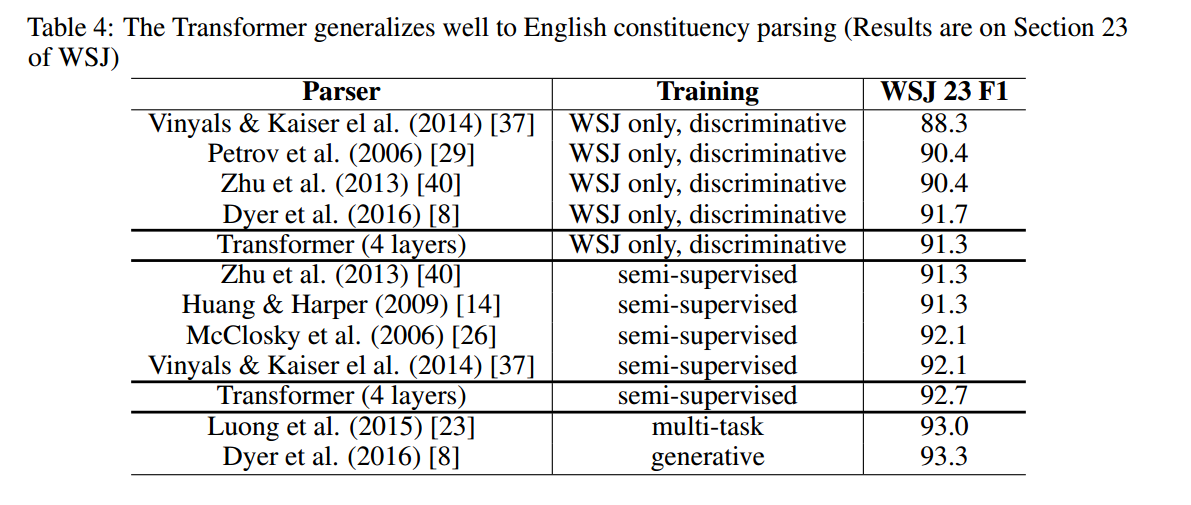 Table 4: The Transformer generalizes well to English constituency parsing (Results are on Section 23
of WSJ)
Parser Training WSJ 23 F1
Vinyals & Kaiser el al. (2014) [37] WSJ only, discriminative 88.3
Petrov et al. (2006) [29] WSJ only, discriminative 90.4
Zhu et al. (2013) [40] WSJ only, discriminative 90.4
Dyer et al. (2016) [8] WSJ only, discriminative 91.7
Transformer (4 layers) WSJ only, discriminative 91.3
Zhu et al. (2013) [40] semi-supervised 91.3
Huang & Harper (2009) [14] semi-supervised 91.3
McClosky et al. (2006) [26] semi-supervised 92.1
Vinyals & Kaiser el al. (2014) [37] semi-supervised 92.1
Transformer (4 layers) semi-supervised 92.7
Luong et al. (2015) [23] multi-task 93.0
Dyer et al. (2016) [8] generative 93.3